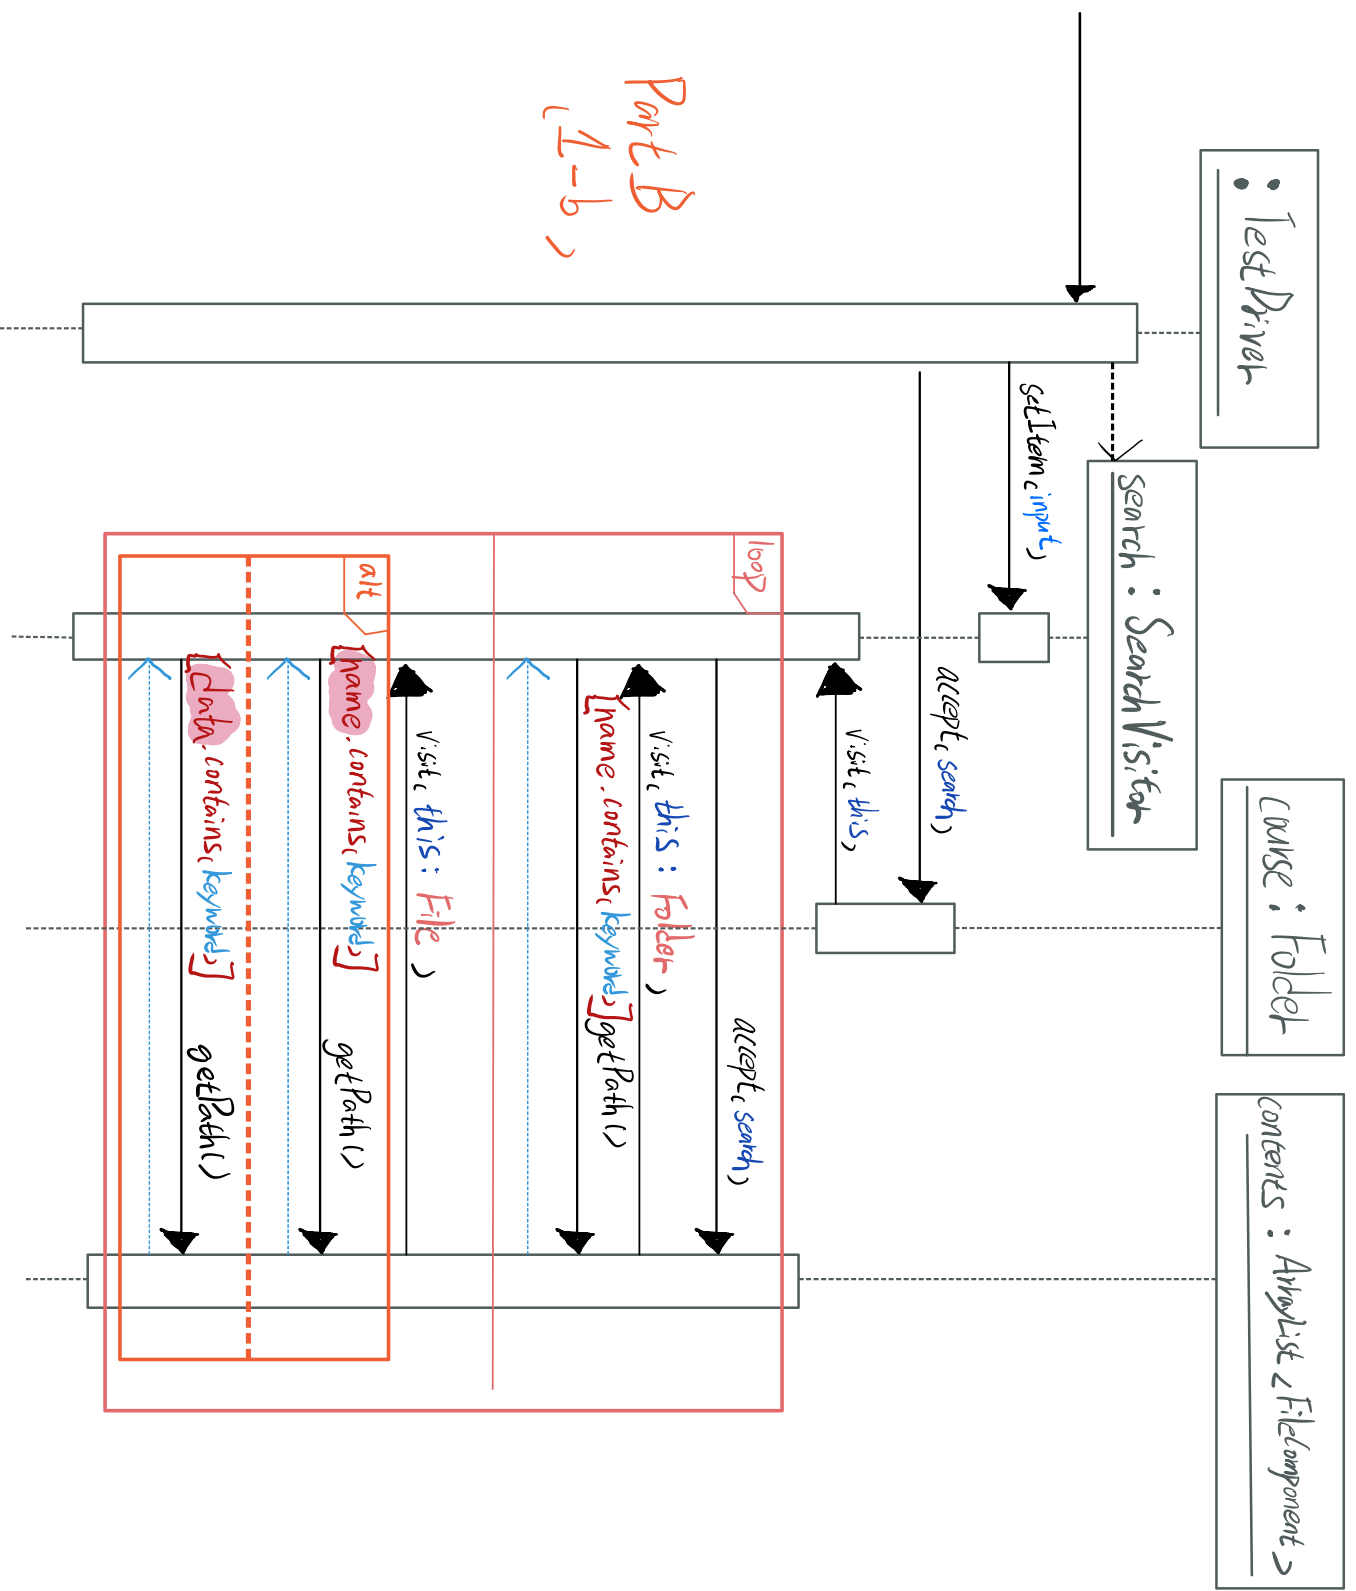 Part B
(1-b)
: TestDriver
search : SearchVisitor
course : Folder
contents : ArrayList<FileComponent>
setItem(input)
accept(search)
visit(this)
loop
accept(search)
visit(this : Folder)
[name.contains(keyword)] getPath()
visit(this : File)
alt
[name.contains(keyword)] getPath()
[data.contains(keyword)] getPath()